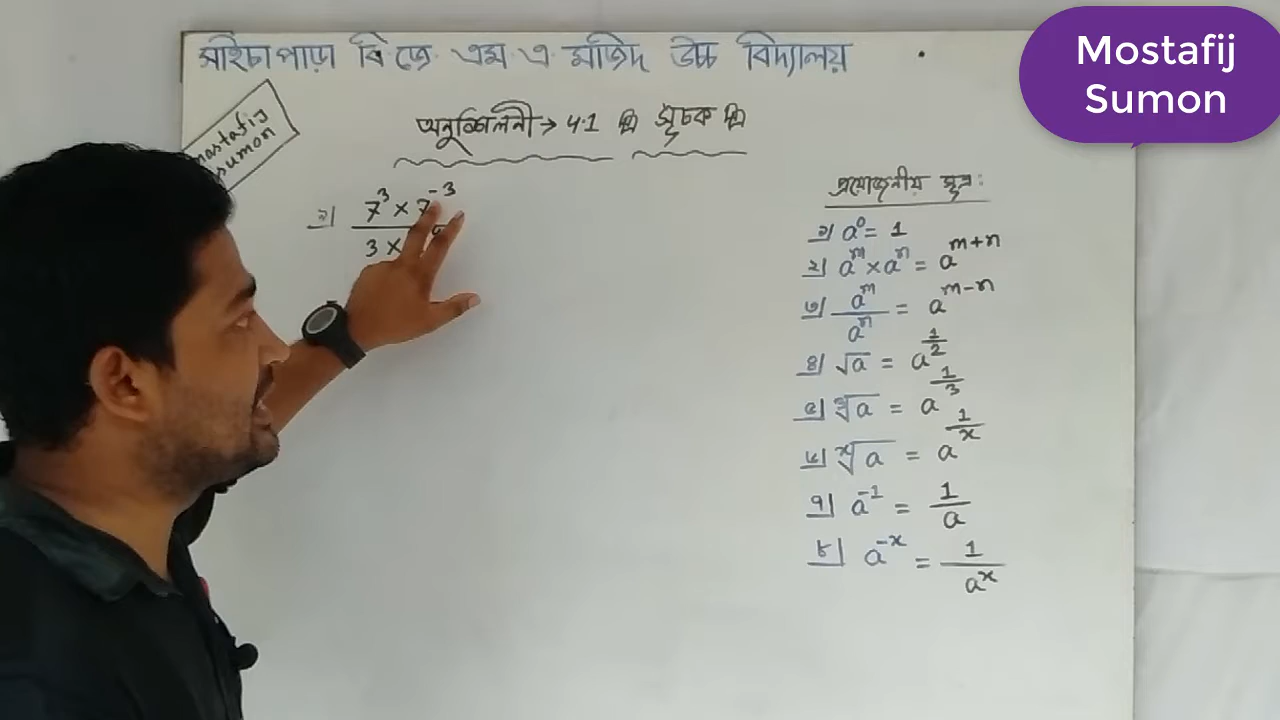 Mostafij
Sumon
সাইচাপাড়া বি জে এম এ মজিদ উচ্চ বিদ্যালয়
mostafij
sumon
অনুশিলনী → 4.1 সূচক
১| 7³ × 7⁻³
3 ×
প্রয়োজনীয় সূত্র:
১| a⁰ = 1
২| aᵐ × aⁿ = aᵐ⁺ⁿ
৩| aᵐ/aⁿ = aᵐ⁻ⁿ
৪| √a = a^(1/2)
৫| ∛a = a^(1/3)
৬| ˣ√a = a^(1/x)
৭| a⁻¹ = 1/a
৮| a⁻ˣ = 1/aˣ